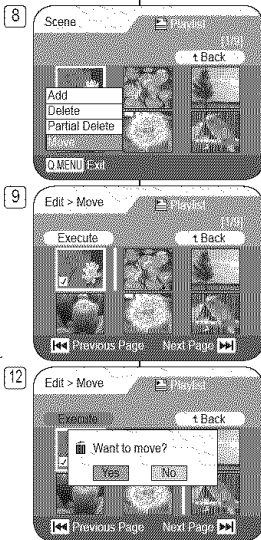 8
Scene Playlist
[1/9]
t Back
Add
Delete
Partial Delete
Move
Q.MENU Exit
9
Edit > Move Playlist
[1/9]
Execute t Back
Previous Page Next Page
12
Edit > Move Playlist
Execute t Back
Want to move?
Yes No
Previous Page Next Page